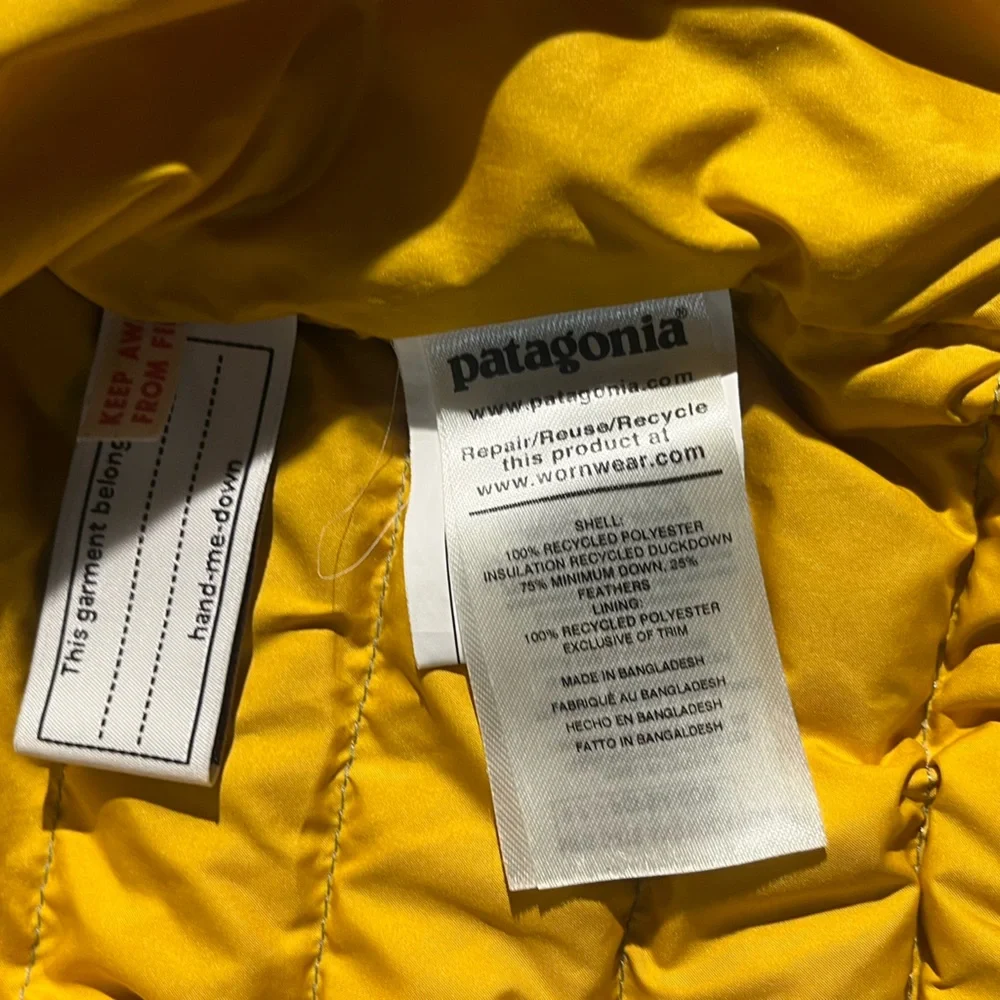 KEEP AW
FROM FI
This garment belong
hand-me-down
patagonia®
www.patagonia.com
Repair/Reuse/Recycle
this product at
www.wornwear.com
SHELL:
100% RECYCLED POLYESTER
INSULATION RECYCLED DUCKDOWN
75% MINIMUM DOWN, 25%
FEATHERS
LINING:
100% RECYCLED POLYESTER
EXCLUSIVE OF TRIM
MADE IN BANGLADESH
FABRIQUÉ AU BANGLADESH
HECHO EN BANGLADESH
FATTO IN BANGALDESH